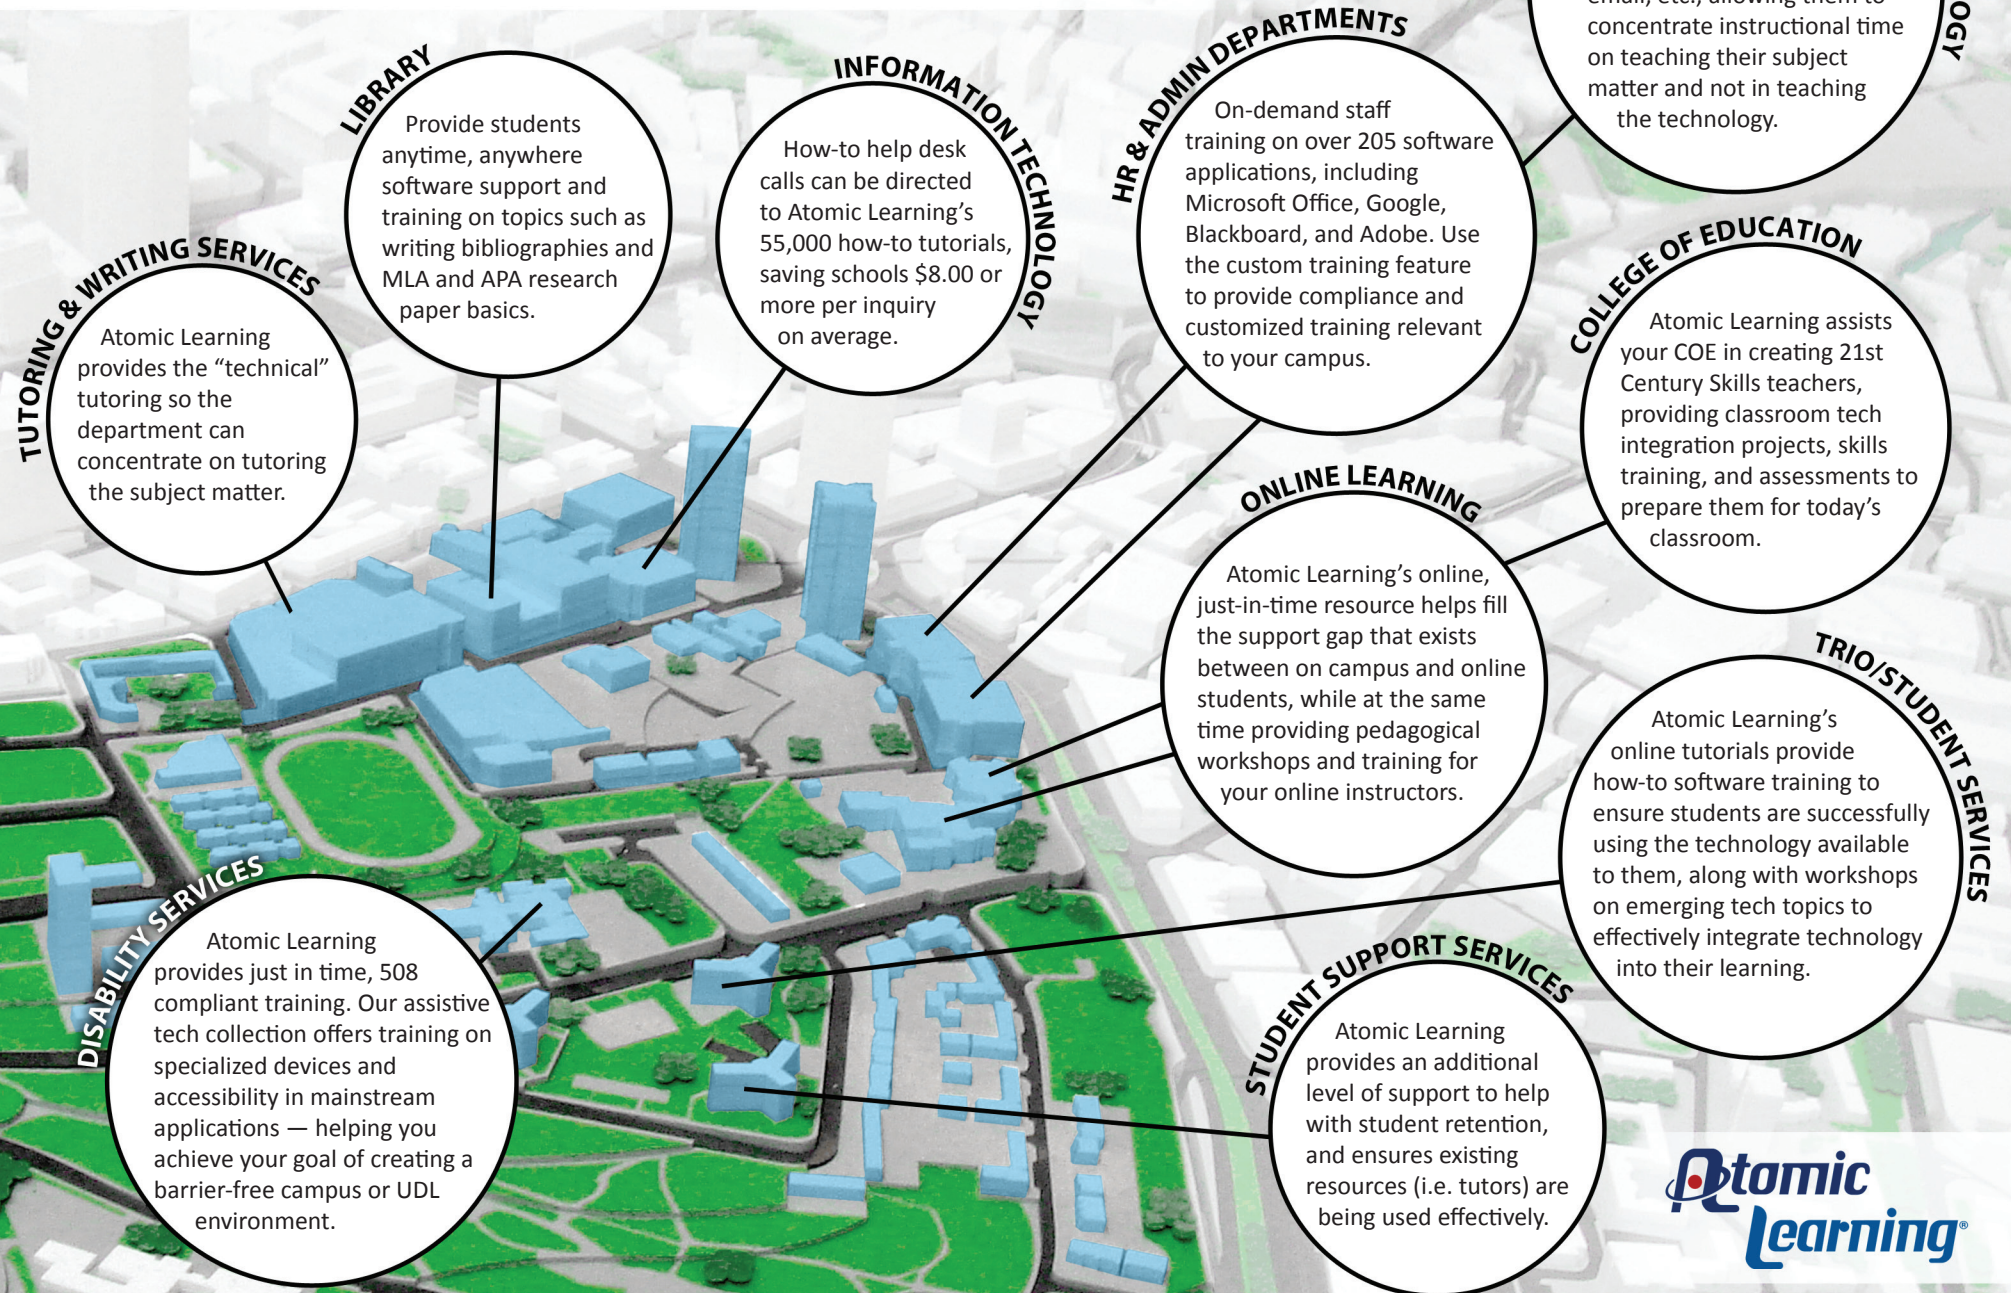 LIBRARY
Provide students
anytime, anywhere
software support and
training on topics such as
writing bibliographies and
MLA and APA research
paper basics.
INFORMATION TECHNOLOGY
How-to help desk
calls can be directed
to Atomic Learning's
55,000 how-to tutorials,
saving schools $8.00 or
more per inquiry
on average.
HR & ADMIN DEPARTMENTS
On-demand staff
training on over 205 software
applications, including
Microsoft Office, Google,
Blackboard, and Adobe. Use
the custom training feature
to provide compliance and
customized training relevant
to your campus.
OGY
email, etc., allowing them to
concentrate instructional time
on teaching their subject
matter and not in teaching
the technology.
TUTORING & WRITING SERVICES
Atomic Learning
provides the “technical”
tutoring so the
department can
concentrate on tutoring
the subject matter.
COLLEGE OF EDUCATION
Atomic Learning assists
your COE in creating 21st
Century Skills teachers,
providing classroom tech
integration projects, skills
training, and assessments to
prepare them for today's
classroom.
ONLINE LEARNING
Atomic Learning's online,
just-in-time resource helps fill
the support gap that exists
between on campus and online
students, while at the same
time providing pedagogical
workshops and training for
your online instructors.
TRIO/STUDENT SERVICES
Atomic Learning's
online tutorials provide
how-to software training to
ensure students are successfully
using the technology available
to them, along with workshops
on emerging tech topics to
effectively integrate technology
into their learning.
DISABILITY SERVICES
Atomic Learning
provides just in time, 508
compliant training. Our assistive
tech collection offers training on
specialized devices and
accessibility in mainstream
applications — helping you
achieve your goal of creating a
barrier-free campus or UDL
environment.
STUDENT SUPPORT SERVICES
Atomic Learning
provides an additional
level of support to help
with student retention,
and ensures existing
resources (i.e. tutors) are
being used effectively.
Atomic
Learning®